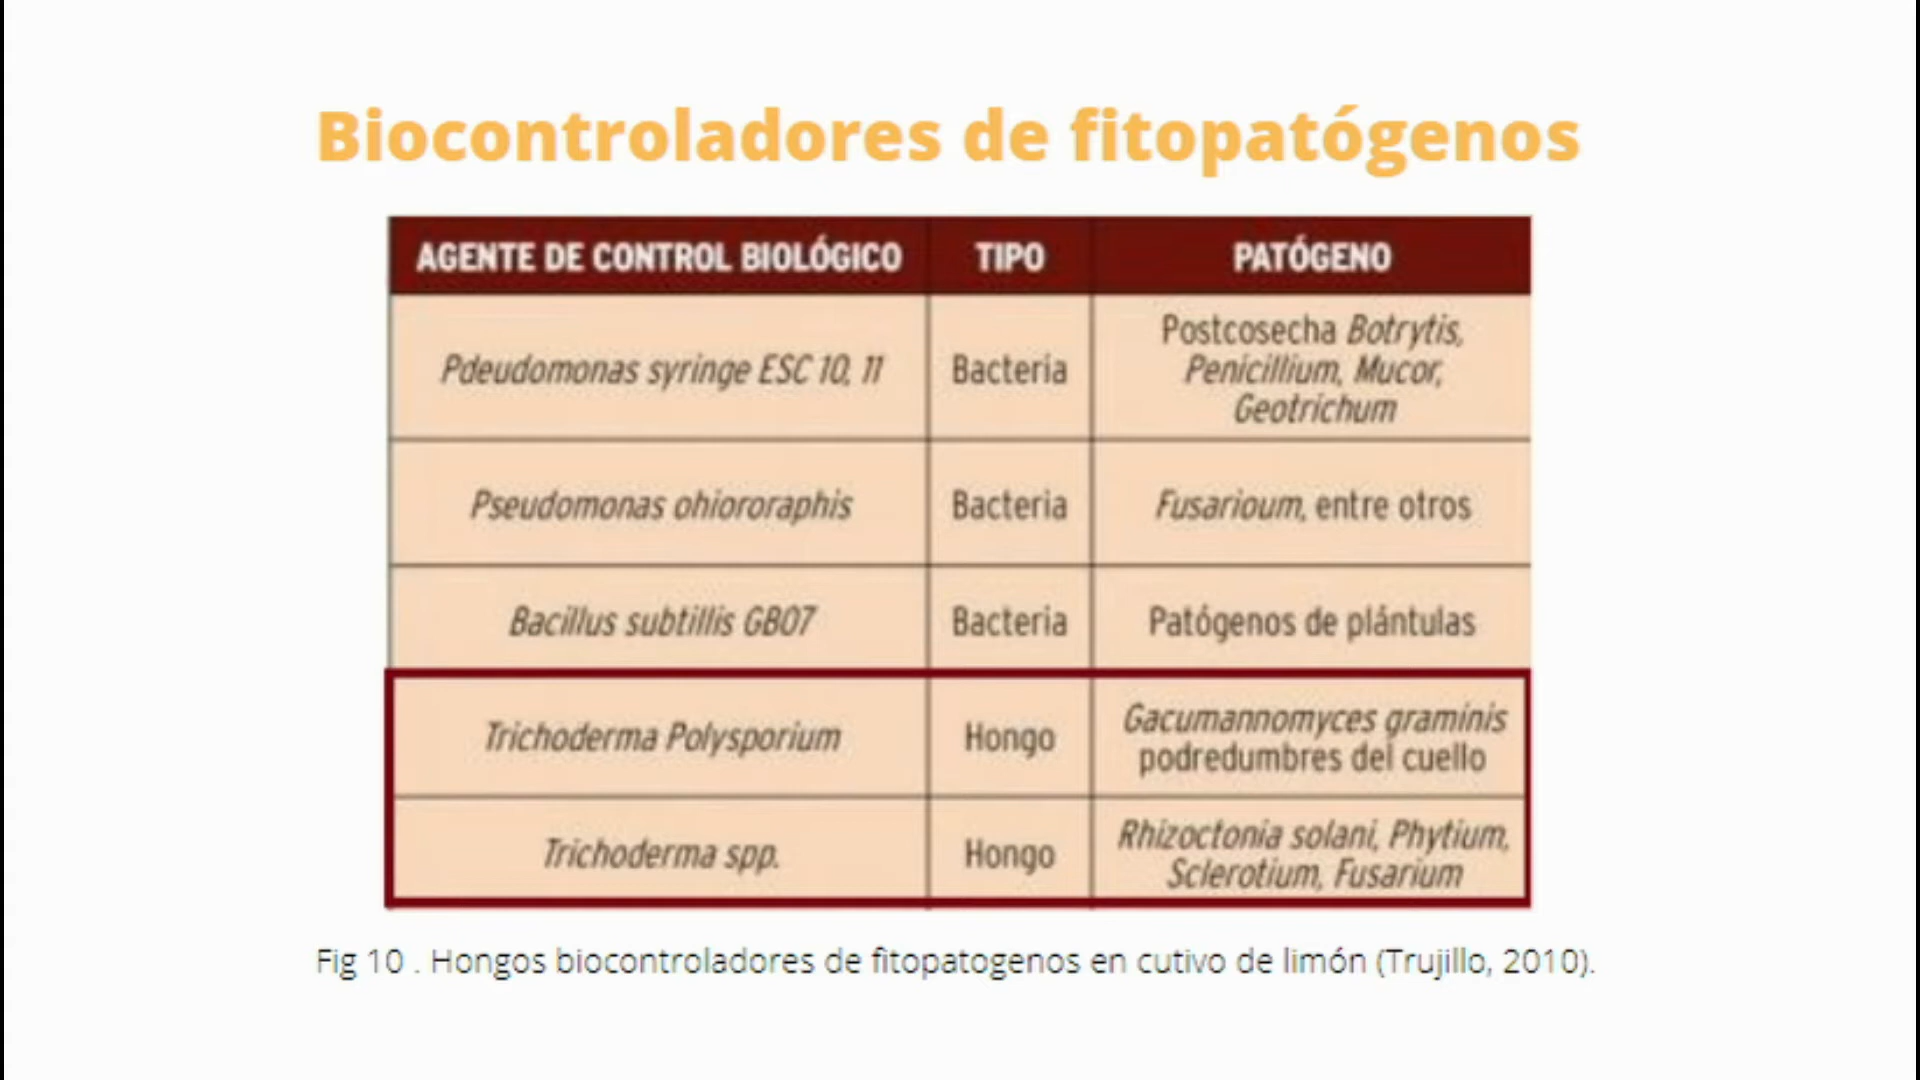 Biocontroladores de fitopatógenos
AGENTE DE CONTROL BIOLÓGICO TIPO PATÓGENO
Pdeudomonas syringe ESC 10, 11 Bacteria Postcosecha Botrytis,
Penicillium, Mucor,
Geotrichum
Pseudomonas ohiororaphis Bacteria Fusarioum, entre otros
Bacillus subtillis GB07 Bacteria Patógenos de plántulas
Trichoderma Polysporium Hongo Gacumannomyces graminis
podredumbres del cuello
Trichoderma spp. Hongo Rhizoctonia solani, Phytium,
Sclerotium, Fusarium
Fig 10 . Hongos biocontroladores de fitopatogenos en cutivo de limón (Trujillo, 2010).